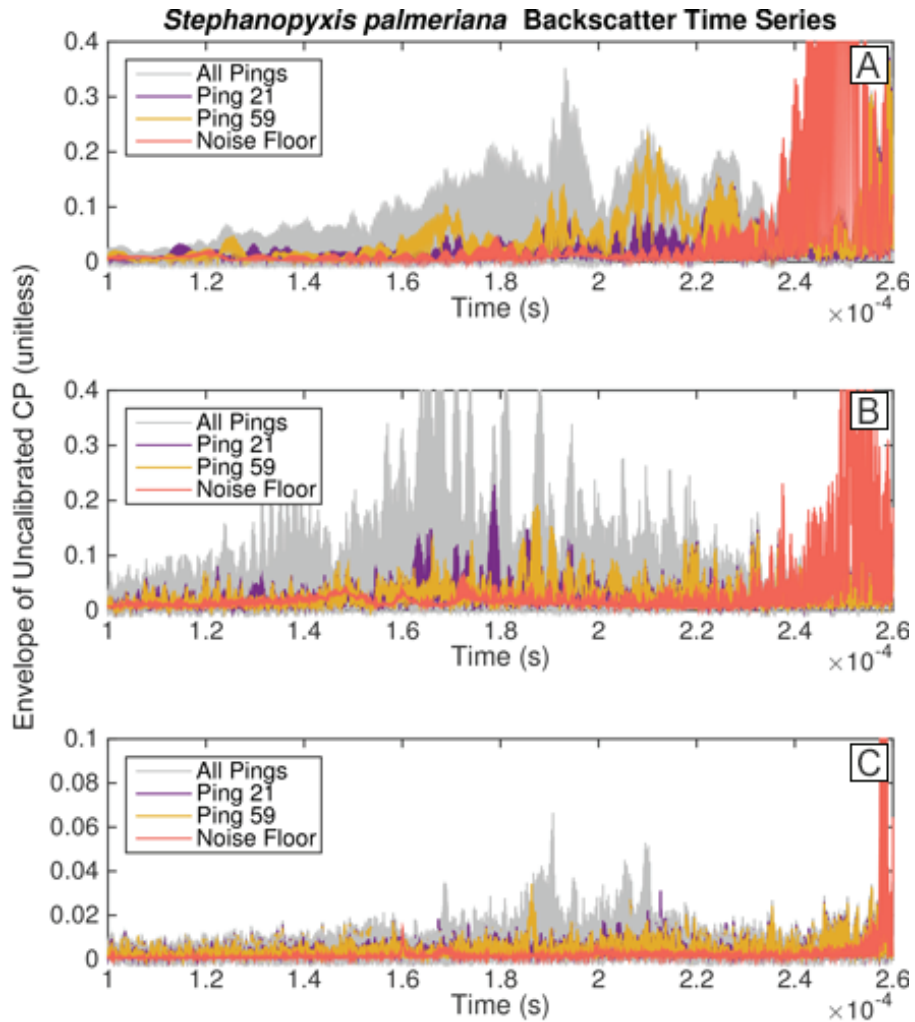 Stephanopyxis palmeriana Backscatter Time Series
Envelope of Uncalibrated CP (unitless)
0.4
0.3
0.2
0.1
0
All Pings
Ping 21
Ping 59
Noise Floor
A
1 1.2 1.4 1.6 1.8 2 2.2 2.4 2.6
Time (s)
×10-4
0.4
0.3
0.2
0.1
0
All Pings
Ping 21
Ping 59
Noise Floor
B
1 1.2 1.4 1.6 1.8 2 2.2 2.4 2.6
Time (s)
×10-4
0.1
0.08
0.06
0.04
0.02
0
All Pings
Ping 21
Ping 59
Noise Floor
C
1 1.2 1.4 1.6 1.8 2 2.2 2.4 2.6
Time (s)
×10-4